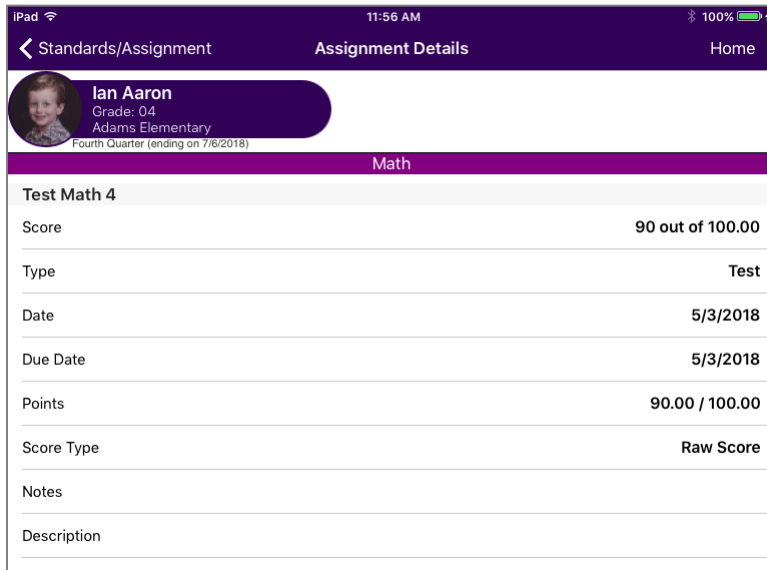 iPad 11:56 AM 100%
Standards/Assignment Assignment Details Home
Ian Aaron
Grade: 04
Adams Elementary
Fourth Quarter (ending on 7/6/2018)
Math
Test Math 4
Score 90 out of 100.00
Type Test
Date 5/3/2018
Due Date 5/3/2018
Points 90.00 / 100.00
Score Type Raw Score
Notes
Description